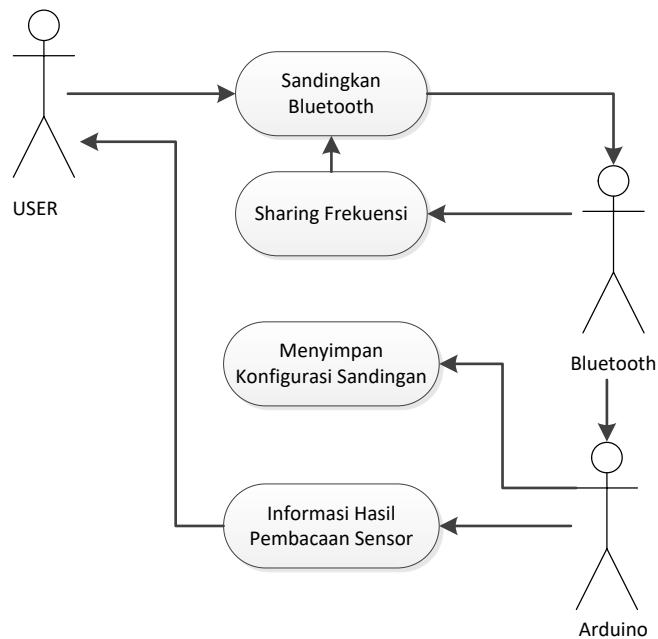 Sandingkan
Bluetooth
USER
Sharing Frekuensi
Menyimpan
Konfigurasi Sandingan
Bluetooth
Informasi Hasil
Pembacaan Sensor
Arduino